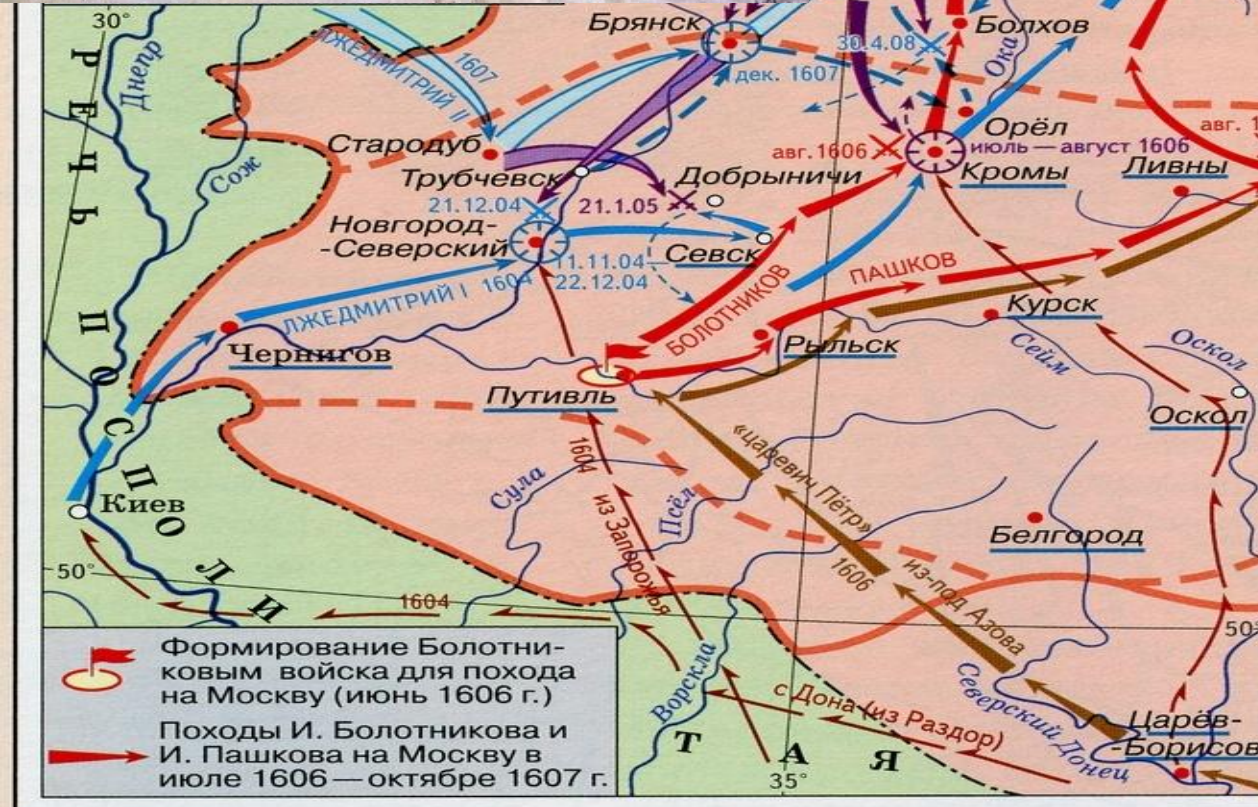 30°
Днепр
РЕЧЬ ПОСПОЛИ
Сож
ЛЖЕДМИТРИЙ II
1607
Брянск
дек. 1607
30.4.08
Болхов
Ока
Орёл
июль — август 1606
авг. 1606
Кромы
авг. 1
Ливны
Стародуб
Трубчевск
Добрыничи
21.12.04
21.1.05
Новгород-
-Северский
11.11.04—
22.12.04
Севск
ЛЖЕДМИТРИЙ I 1604
БОЛОТНИКОВ
ПАШКОВ
Чернигов
Рыльск
Курск
Сейм
Оскол
Оскол
Путивль
Киев
1604
из Запорожья
Сула
Псёл
«царевич Пётр»
1606
из-под Азова
Белгород
50°
1604
50°
Ворскла
с Дона (из Раздор)
Северский Донец
Царёв-
-Борисов
Т А Я
35°
Формирование Болотни-
ковым войска для похода
на Москву (июнь 1606 г.)
Походы И. Болотникова и
И. Пашкова на Москву в
июле 1606 — октябре 1607 г.